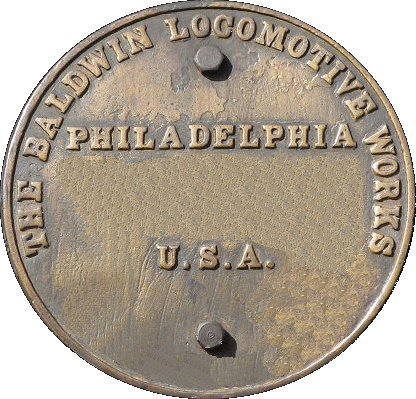 THE BALDWIN LOCOMOTIVE WORKS
PHILADELPHIA
U.S.A.